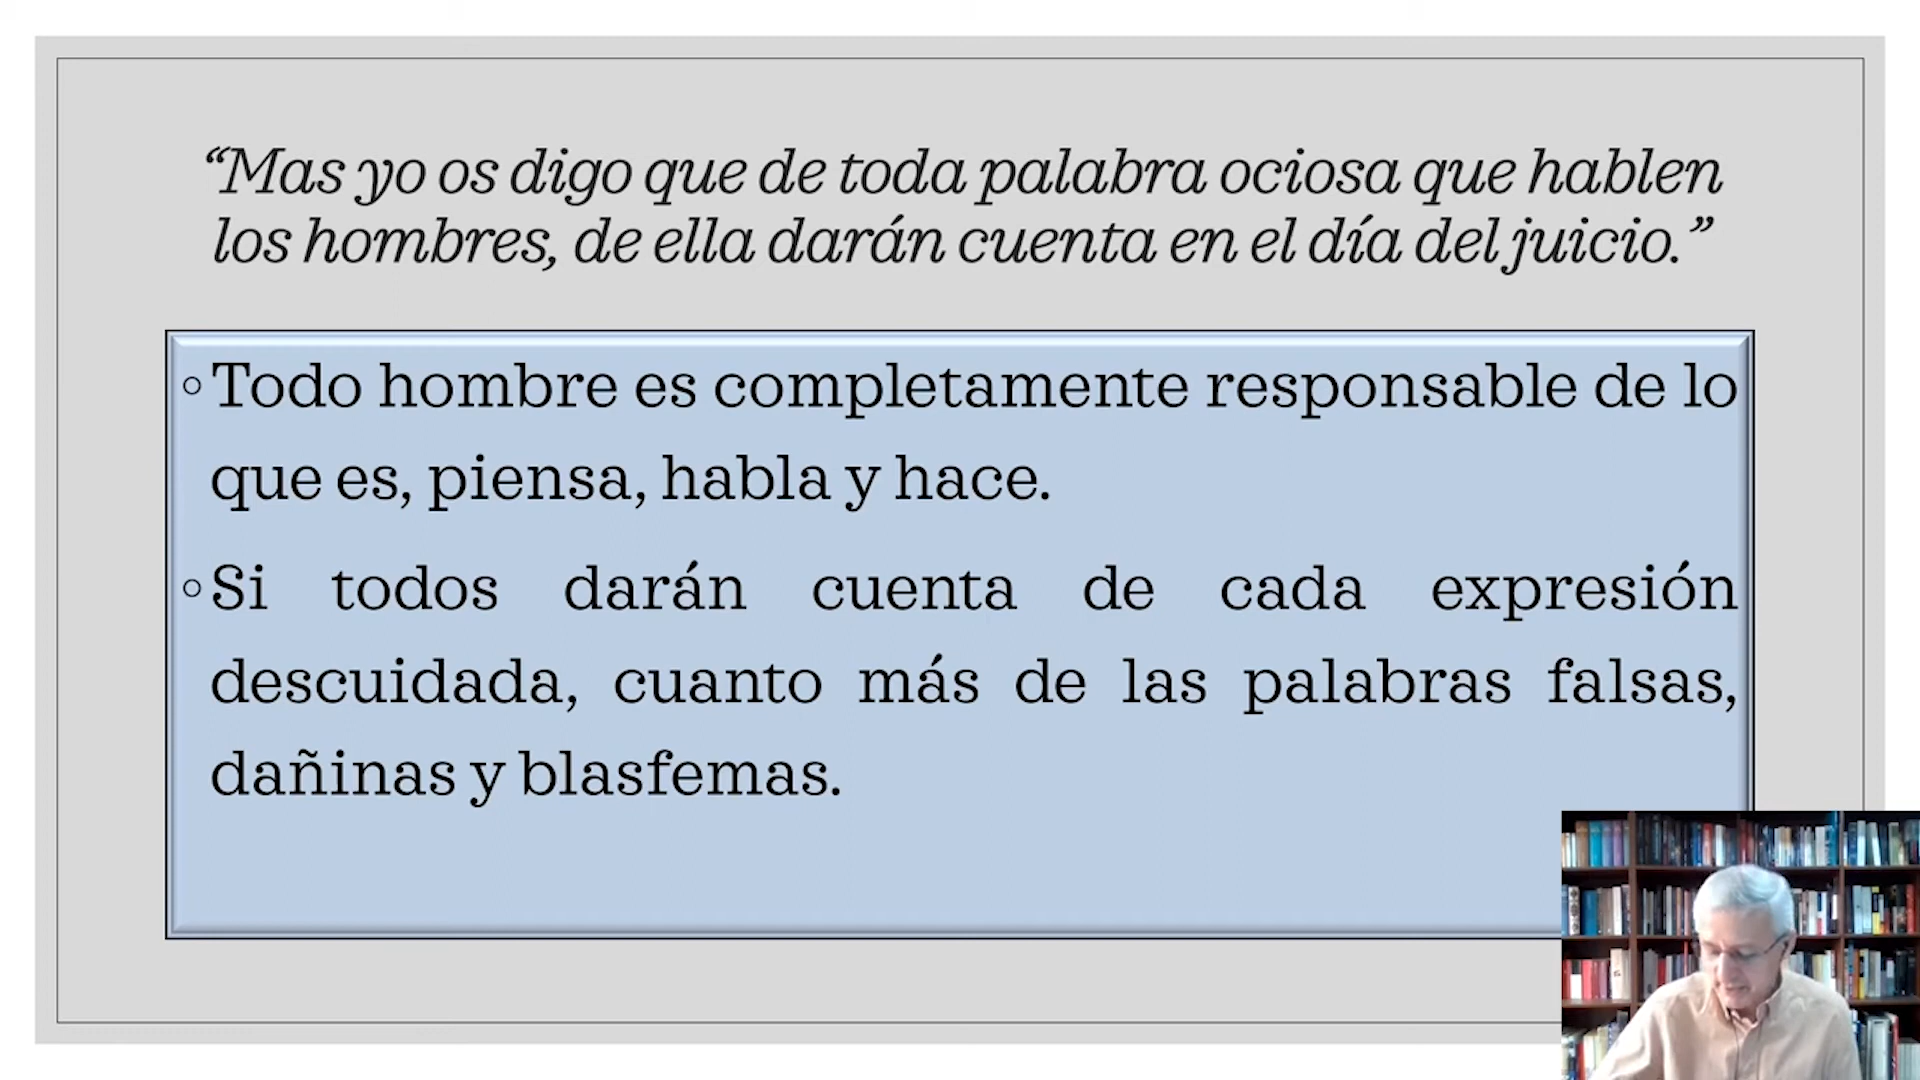 “Mas yo os digo que de toda palabra ociosa que hablen
los hombres, de ella darán cuenta en el día del juicio.”
◦Todo hombre es completamente responsable de lo
que es, piensa, habla y hace.
◦Si todos darán cuenta de cada expresión
descuidada, cuanto más de las palabras falsas,
dañinas y blasfemas.